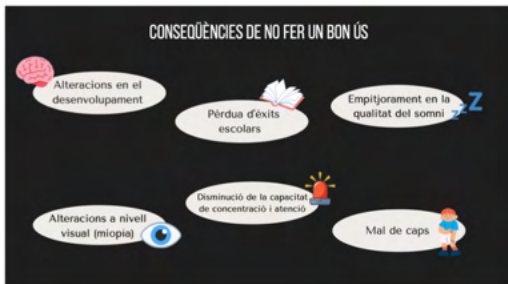 CONSEQÜÈNCIES DE NO FER UN BON ÚS
Alteracions en el
desenvolupament
Pèrdua d'èxits
escolars
Empitjorament en la
qualitat del somni
zzZ
Alteracions a nivell
visual (miopia)
Disminució de la capacitat
de concentració i atenció
Mal de caps